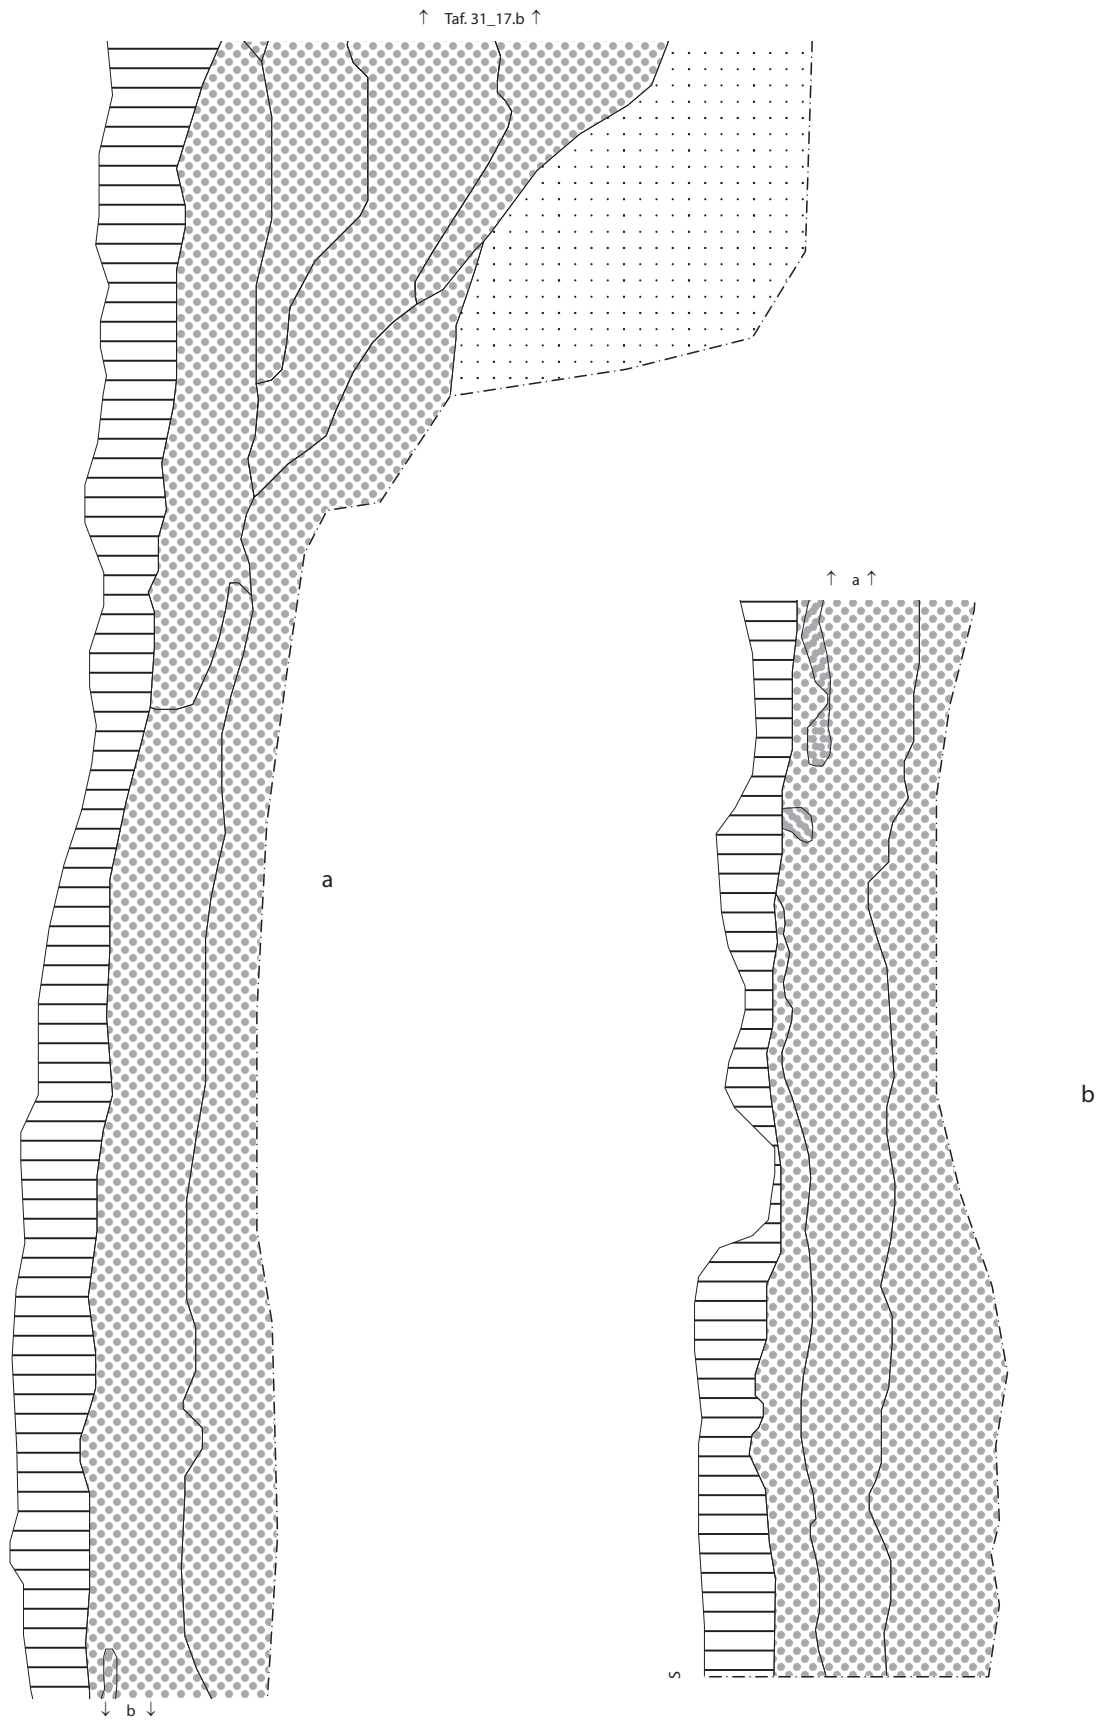 ↑ Taf. 31_17.b ↑
a
↓ b ↓
↑ a ↑
b
S